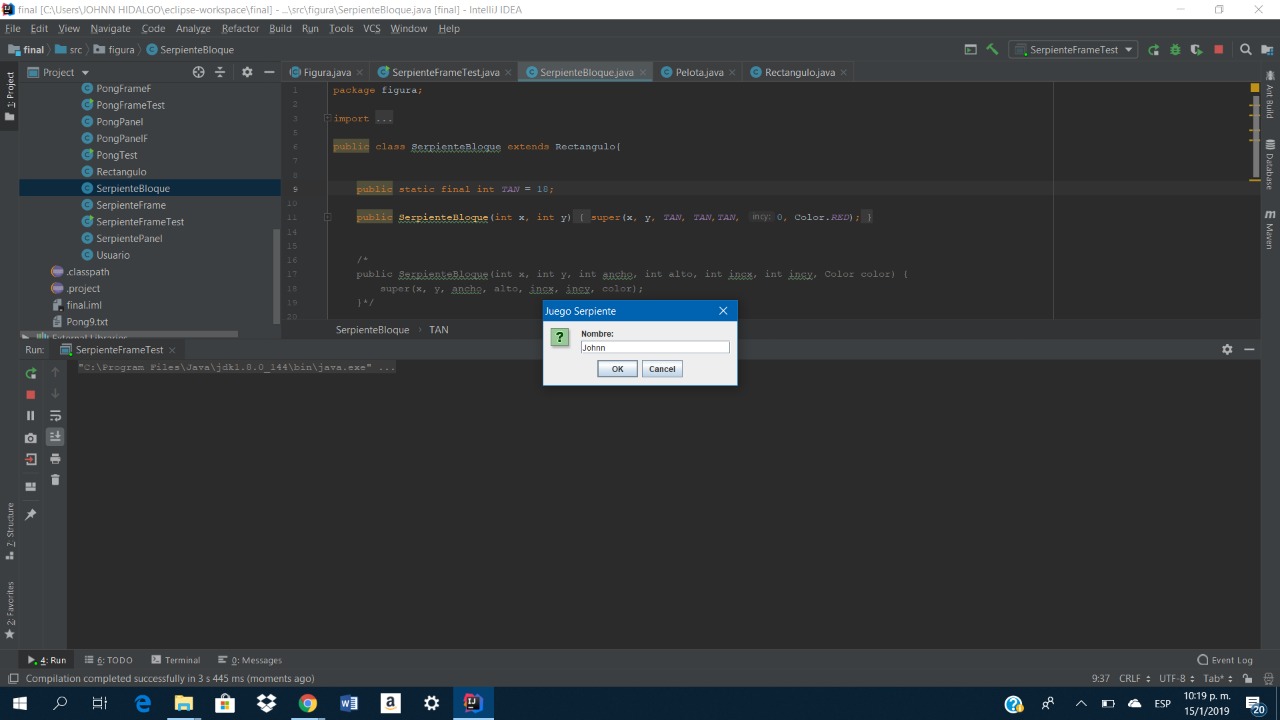 final [C:\Users\JOHNN HIDALGO\eclipse-workspace\final] - ...\src\figura\SerpienteBloque.java [final] - IntelliJ IDEA
File Edit View Navigate Code Analyze Refactor Build Run Tools VCS Window Help
final src figura SerpienteBloque SerpienteFrameTest
1: Project
Project
Figura.java SerpienteFrameTest.java SerpienteBloque.java Pelota.java Rectangulo.java
PongFrameF
PongFrameTest
PongPanel
PongPanelF
PongTest
Rectangulo
SerpienteBloque
SerpienteFrame
SerpienteFrameTest
SerpientePanel
Usuario
.classpath
.project
final.iml
Pong9.txt
External Libraries
1 package figura;
2
3 import ...
5
6 public class SerpienteBloque extends Rectangulo{
7
8
9 public static final int TAN = 18;
10
11 public SerpienteBloque(int x, int y) { super(x, y, TAN, TAN,TAN, incy: 0, Color.RED); }
14
15
16 /*
17 public SerpienteBloque(int x, int y, int ancho, int alto, int incx, int incy, Color color) {
18 super(x, y, ancho, alto, incx, incy, color);
19 }*/
20
SerpienteBloque TAN
Ant Build
Database
Maven
Juego Serpiente
Nombre:
Johnn
OK Cancel
Run: SerpienteFrameTest
"C:\Program Files\Java\jdk1.8.0_144\bin\java.exe" ...
7: Structure
2: Favorites
4: Run 6: TODO Terminal 0: Messages Event Log
Compilation completed successfully in 3 s 445 ms (moments ago) 9:37 CRLF UTF-8 Tab*
ESP
10:19 p. m.
15/1/2019
20